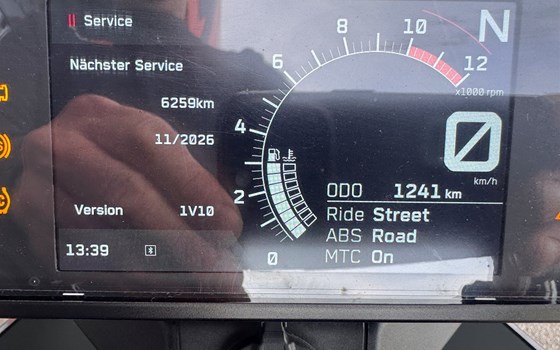 Service
Nächster Service
6259km
11/2026
Version 1V10
13:39
0
2
4
6
8
10
12
x1000 rpm
N
0
km/h
ODO 1241 km
Ride Street
ABS Road
MTC On